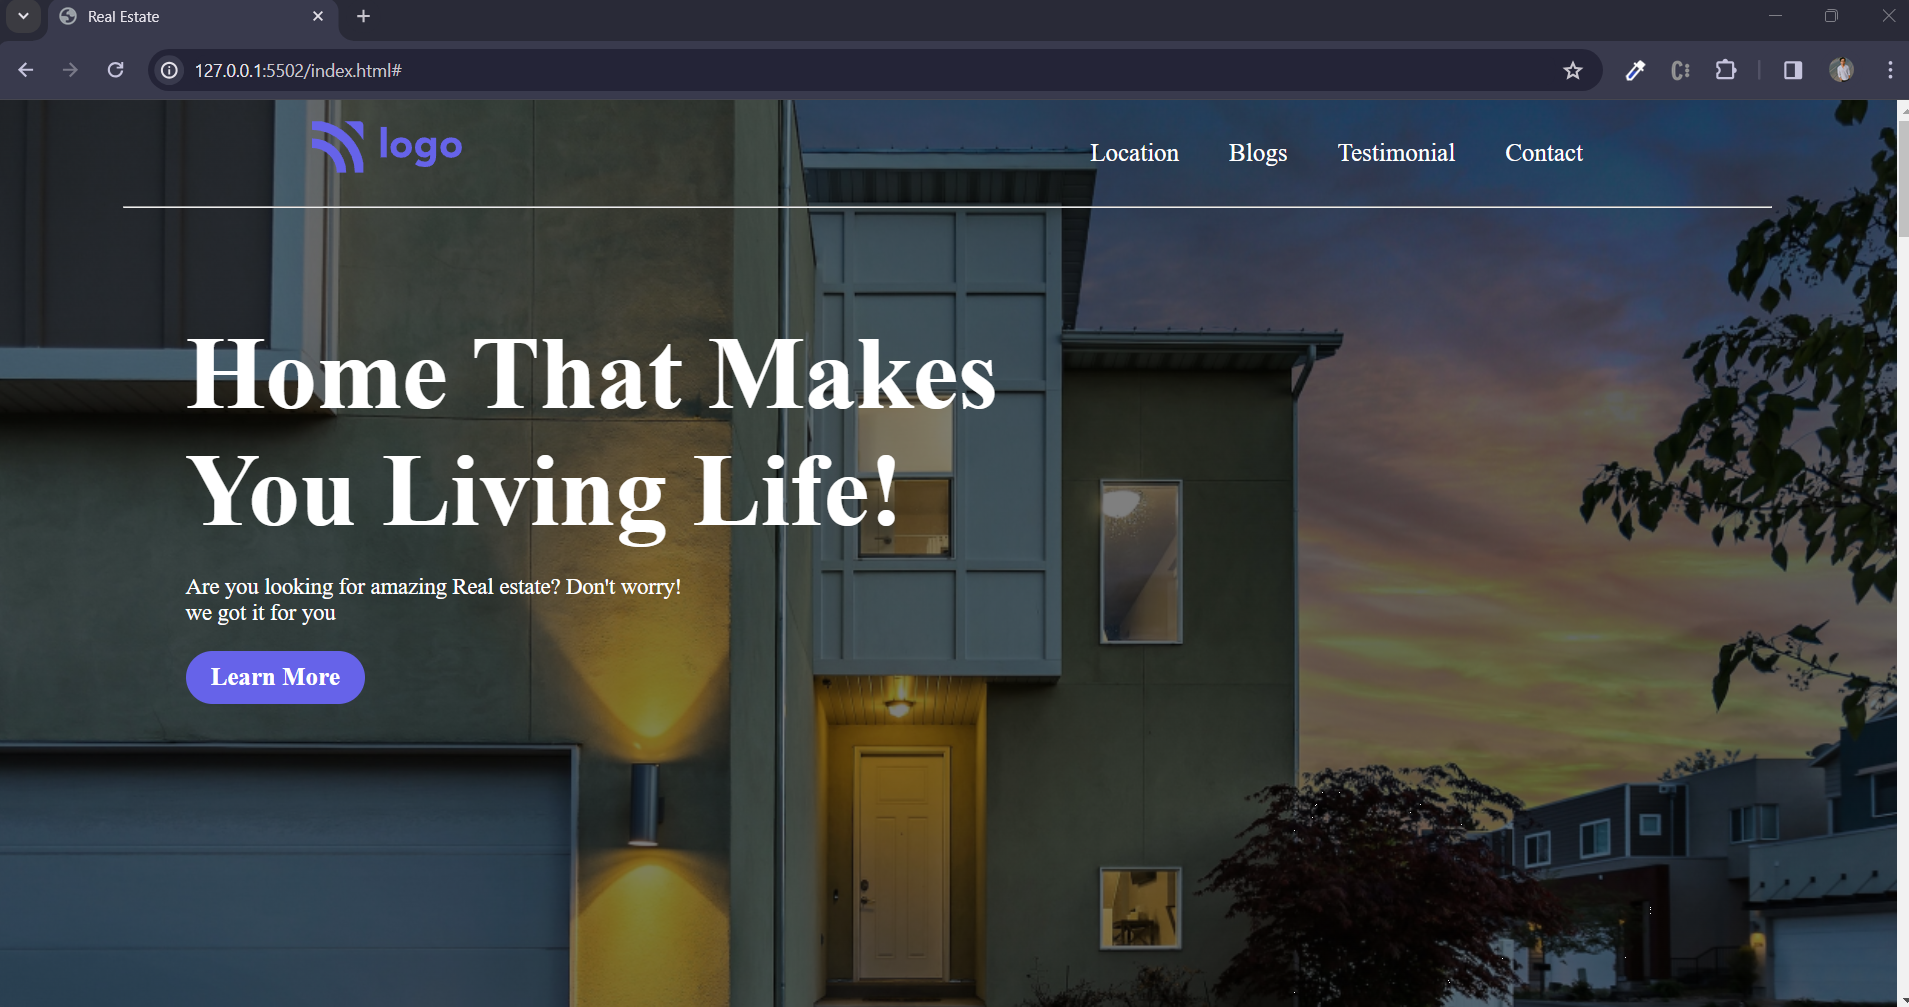 Real Estate
127.0.0.1:5502/index.html#
logo
Location Blogs Testimonial Contact
Home That Makes
You Living Life!
Are you looking for amazing Real estate? Don't worry!
we got it for you
Learn More